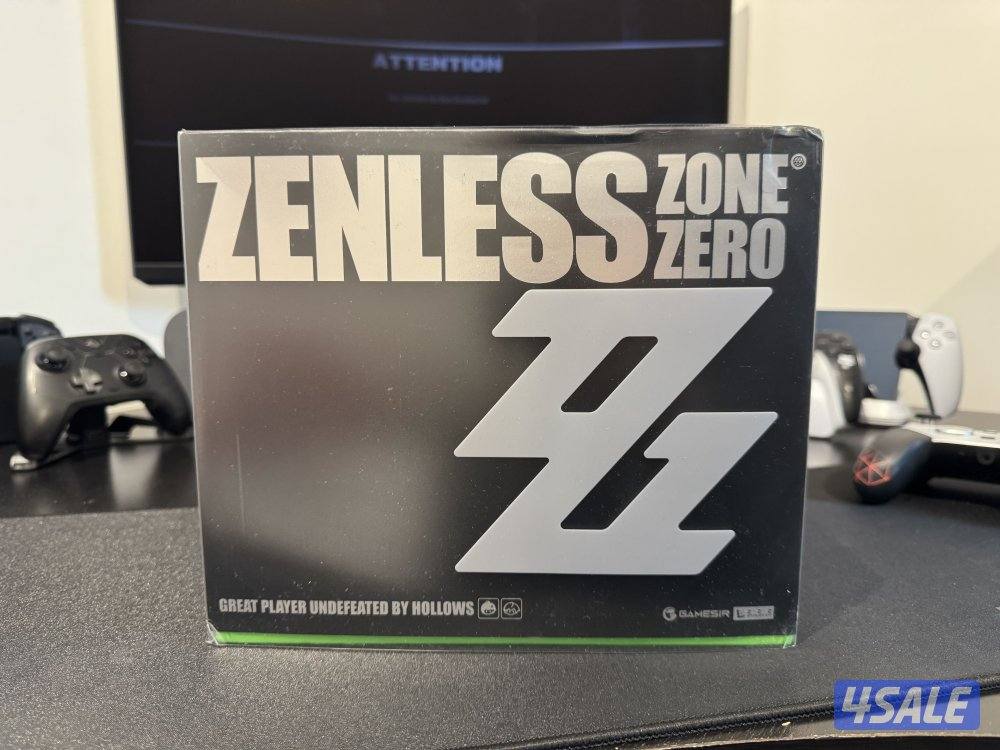 ATTENTION
ZENLESS
ZONE
ZERO
GREAT PLAYER UNDEFEATED BY HOLLOWS
GAMESIR
4SALE